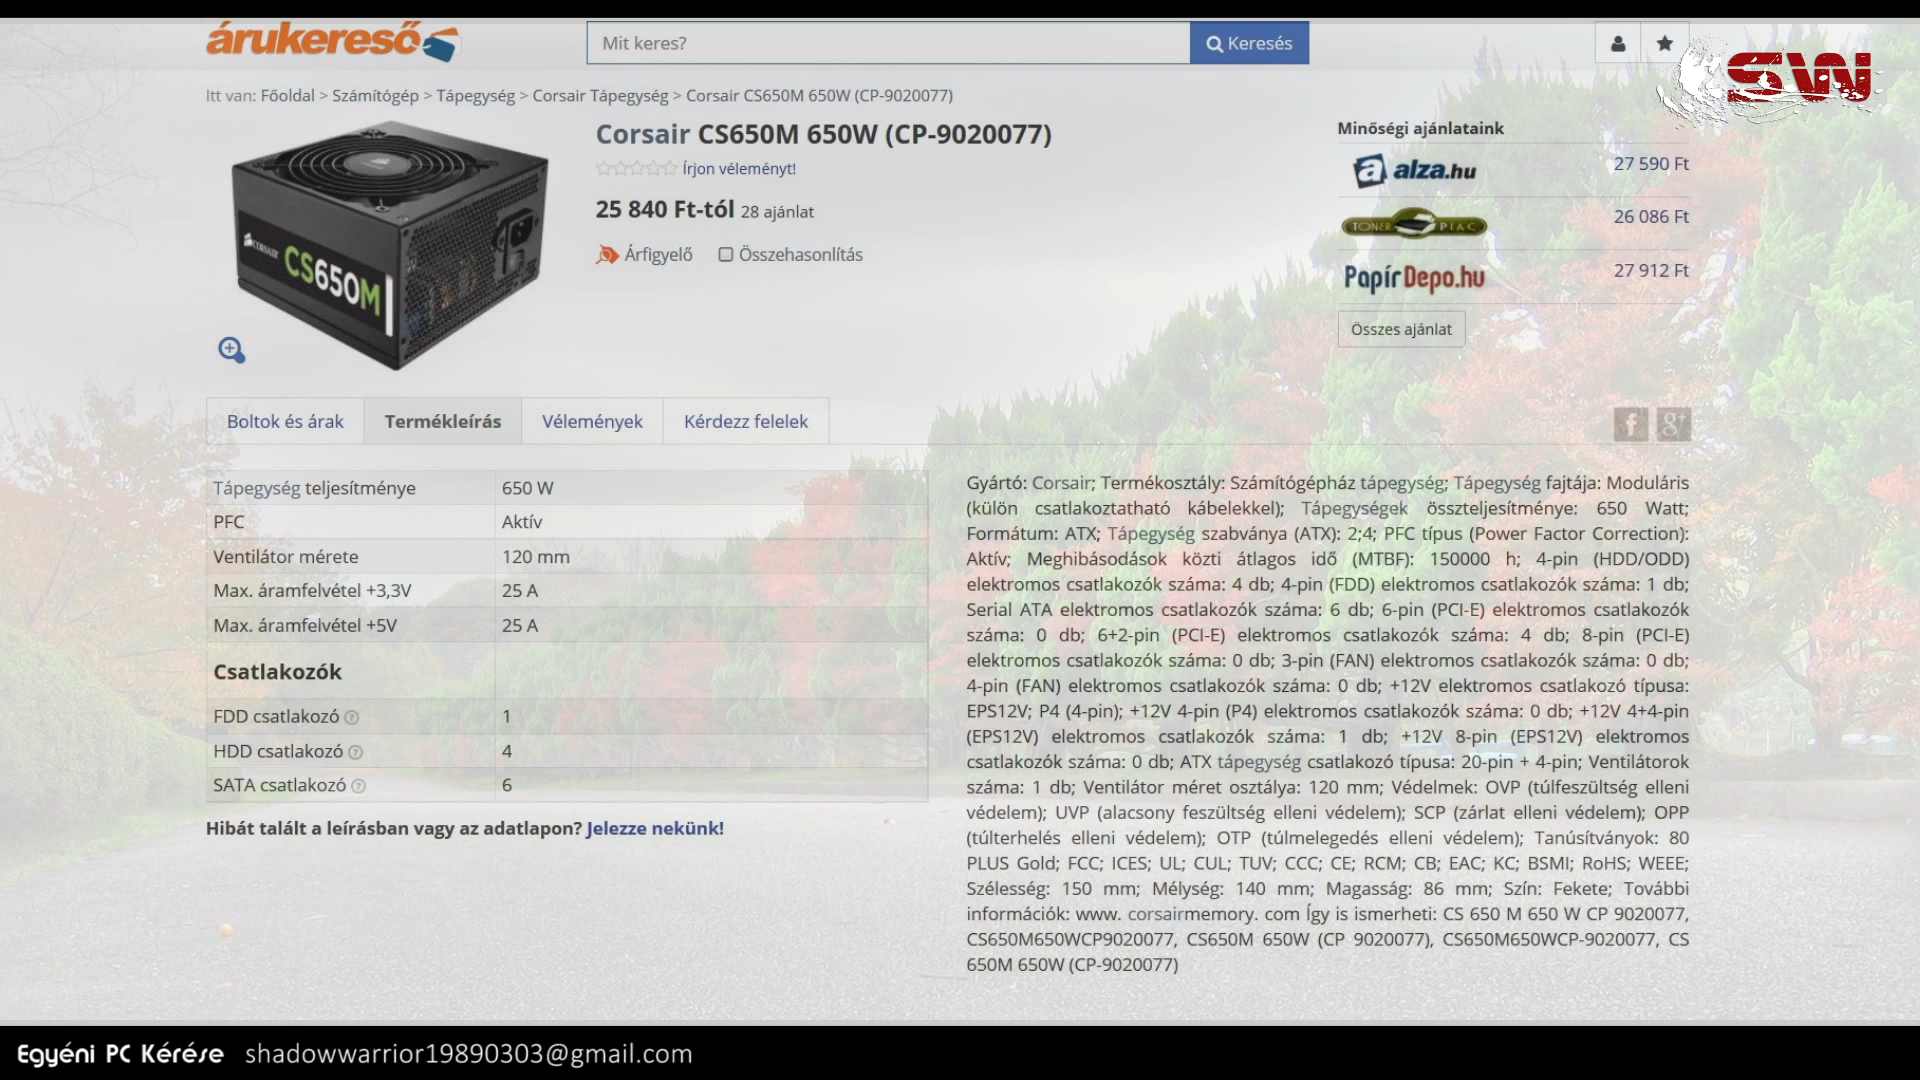 árukereső
Mit keres?
Keresés
SW
Itt van: Főoldal > Számítógép > Tápegység > Corsair Tápegység > Corsair CS650M 650W (CP-9020077)
Corsair CS650M 650W (CP-9020077)
Írjon véleményt!
25 840 Ft-tól 28 ajánlat
Árfigyelő
Összehasonlítás
CORSAIR CS650M
Minőségi ajánlataink
alza.hu 27 590 Ft
TONER PIAC 26 086 Ft
PapírDepo.hu 27 912 Ft
Összes ajánlat
Boltok és árak
Termékleírás
Vélemények
Kérdezz felelek
f g+
Tápegység teljesítménye 650 W
PFC Aktív
Ventilátor mérete 120 mm
Max. áramfelvétel +3,3V 25 A
Max. áramfelvétel +5V 25 A
Csatlakozók
FDD csatlakozó ? 1
HDD csatlakozó ? 4
SATA csatlakozó ? 6
Hibát talált a leírásban vagy az adatlapon? Jelezze nekünk!
Gyártó: Corsair; Termékosztály: Számítógépház tápegység; Tápegység fajtája: Moduláris
(külön csatlakoztatható kábelekkel); Tápegységek összteljesítménye: 650 Watt;
Formátum: ATX; Tápegység szabványa (ATX): 2;4; PFC típus (Power Factor Correction):
Aktív; Meghibásodások közti átlagos idő (MTBF): 150000 h; 4-pin (HDD/ODD)
elektromos csatlakozók száma: 4 db; 4-pin (FDD) elektromos csatlakozók száma: 1 db;
Serial ATA elektromos csatlakozók száma: 6 db; 6-pin (PCI-E) elektromos csatlakozók
száma: 0 db; 6+2-pin (PCI-E) elektromos csatlakozók száma: 4 db; 8-pin (PCI-E)
elektromos csatlakozók száma: 0 db; 3-pin (FAN) elektromos csatlakozók száma: 0 db;
4-pin (FAN) elektromos csatlakozók száma: 0 db; +12V elektromos csatlakozó típusa:
EPS12V; P4 (4-pin); +12V 4-pin (P4) elektromos csatlakozók száma: 0 db; +12V 4+4-pin
(EPS12V) elektromos csatlakozók száma: 1 db; +12V 8-pin (EPS12V) elektromos
csatlakozók száma: 0 db; ATX tápegység csatlakozó típusa: 20-pin + 4-pin; Ventilátorok
száma: 1 db; Ventilátor méret osztálya: 120 mm; Védelmek: OVP (túlfeszültség elleni
védelem); UVP (alacsony feszültség elleni védelem); SCP (zárlat elleni védelem); OPP
(túlterhelés elleni védelem); OTP (túlmelegedés elleni védelem); Tanúsítványok: 80
PLUS Gold; FCC; ICES; UL; CUL; TUV; CCC; CE; RCM; CB; EAC; KC; BSMI; RoHS; WEEE;
Szélesség: 150 mm; Mélység: 140 mm; Magasság: 86 mm; Szín: Fekete; További
információk: www. corsairmemory. com Így is ismerheti: CS 650 M 650 W CP 9020077,
CS650M650WCP9020077, CS650M 650W (CP 9020077), CS650M650WCP-9020077, CS
650M 650W (CP-9020077)
Egyéni PC Kérése shadowwarrior19890303@gmail.com